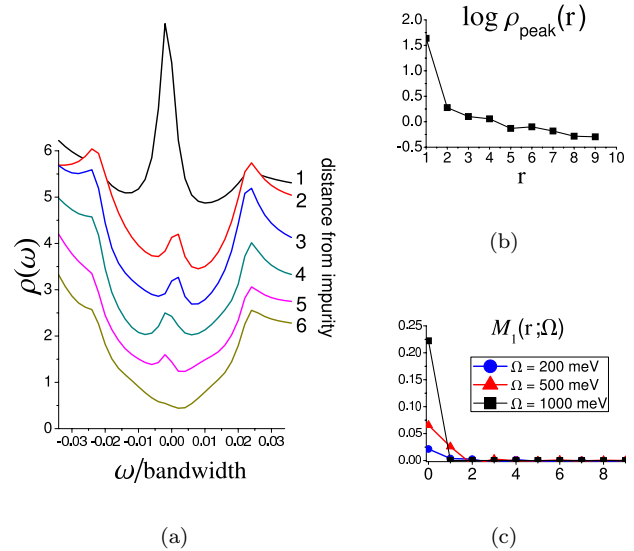 6
5
4
3
2
1
0
ρ(ω)
-0.03 -0.02 -0.01 0.00 0.01 0.02 0.03
ω/bandwidth
1
2
3
4
5
6
distance from impurity
(a)
log ρpeak(r)
2.0
1.5
1.0
0.5
0.0
-0.5
1 2 3 4 5 6 7 8 9 10
r
(b)
M1(r;Ω)
0.25
0.20
0.15
0.10
0.05
0.00
Ω = 200 meV
Ω = 500 meV
Ω = 1000 meV
0 2 4 6 8
(c)